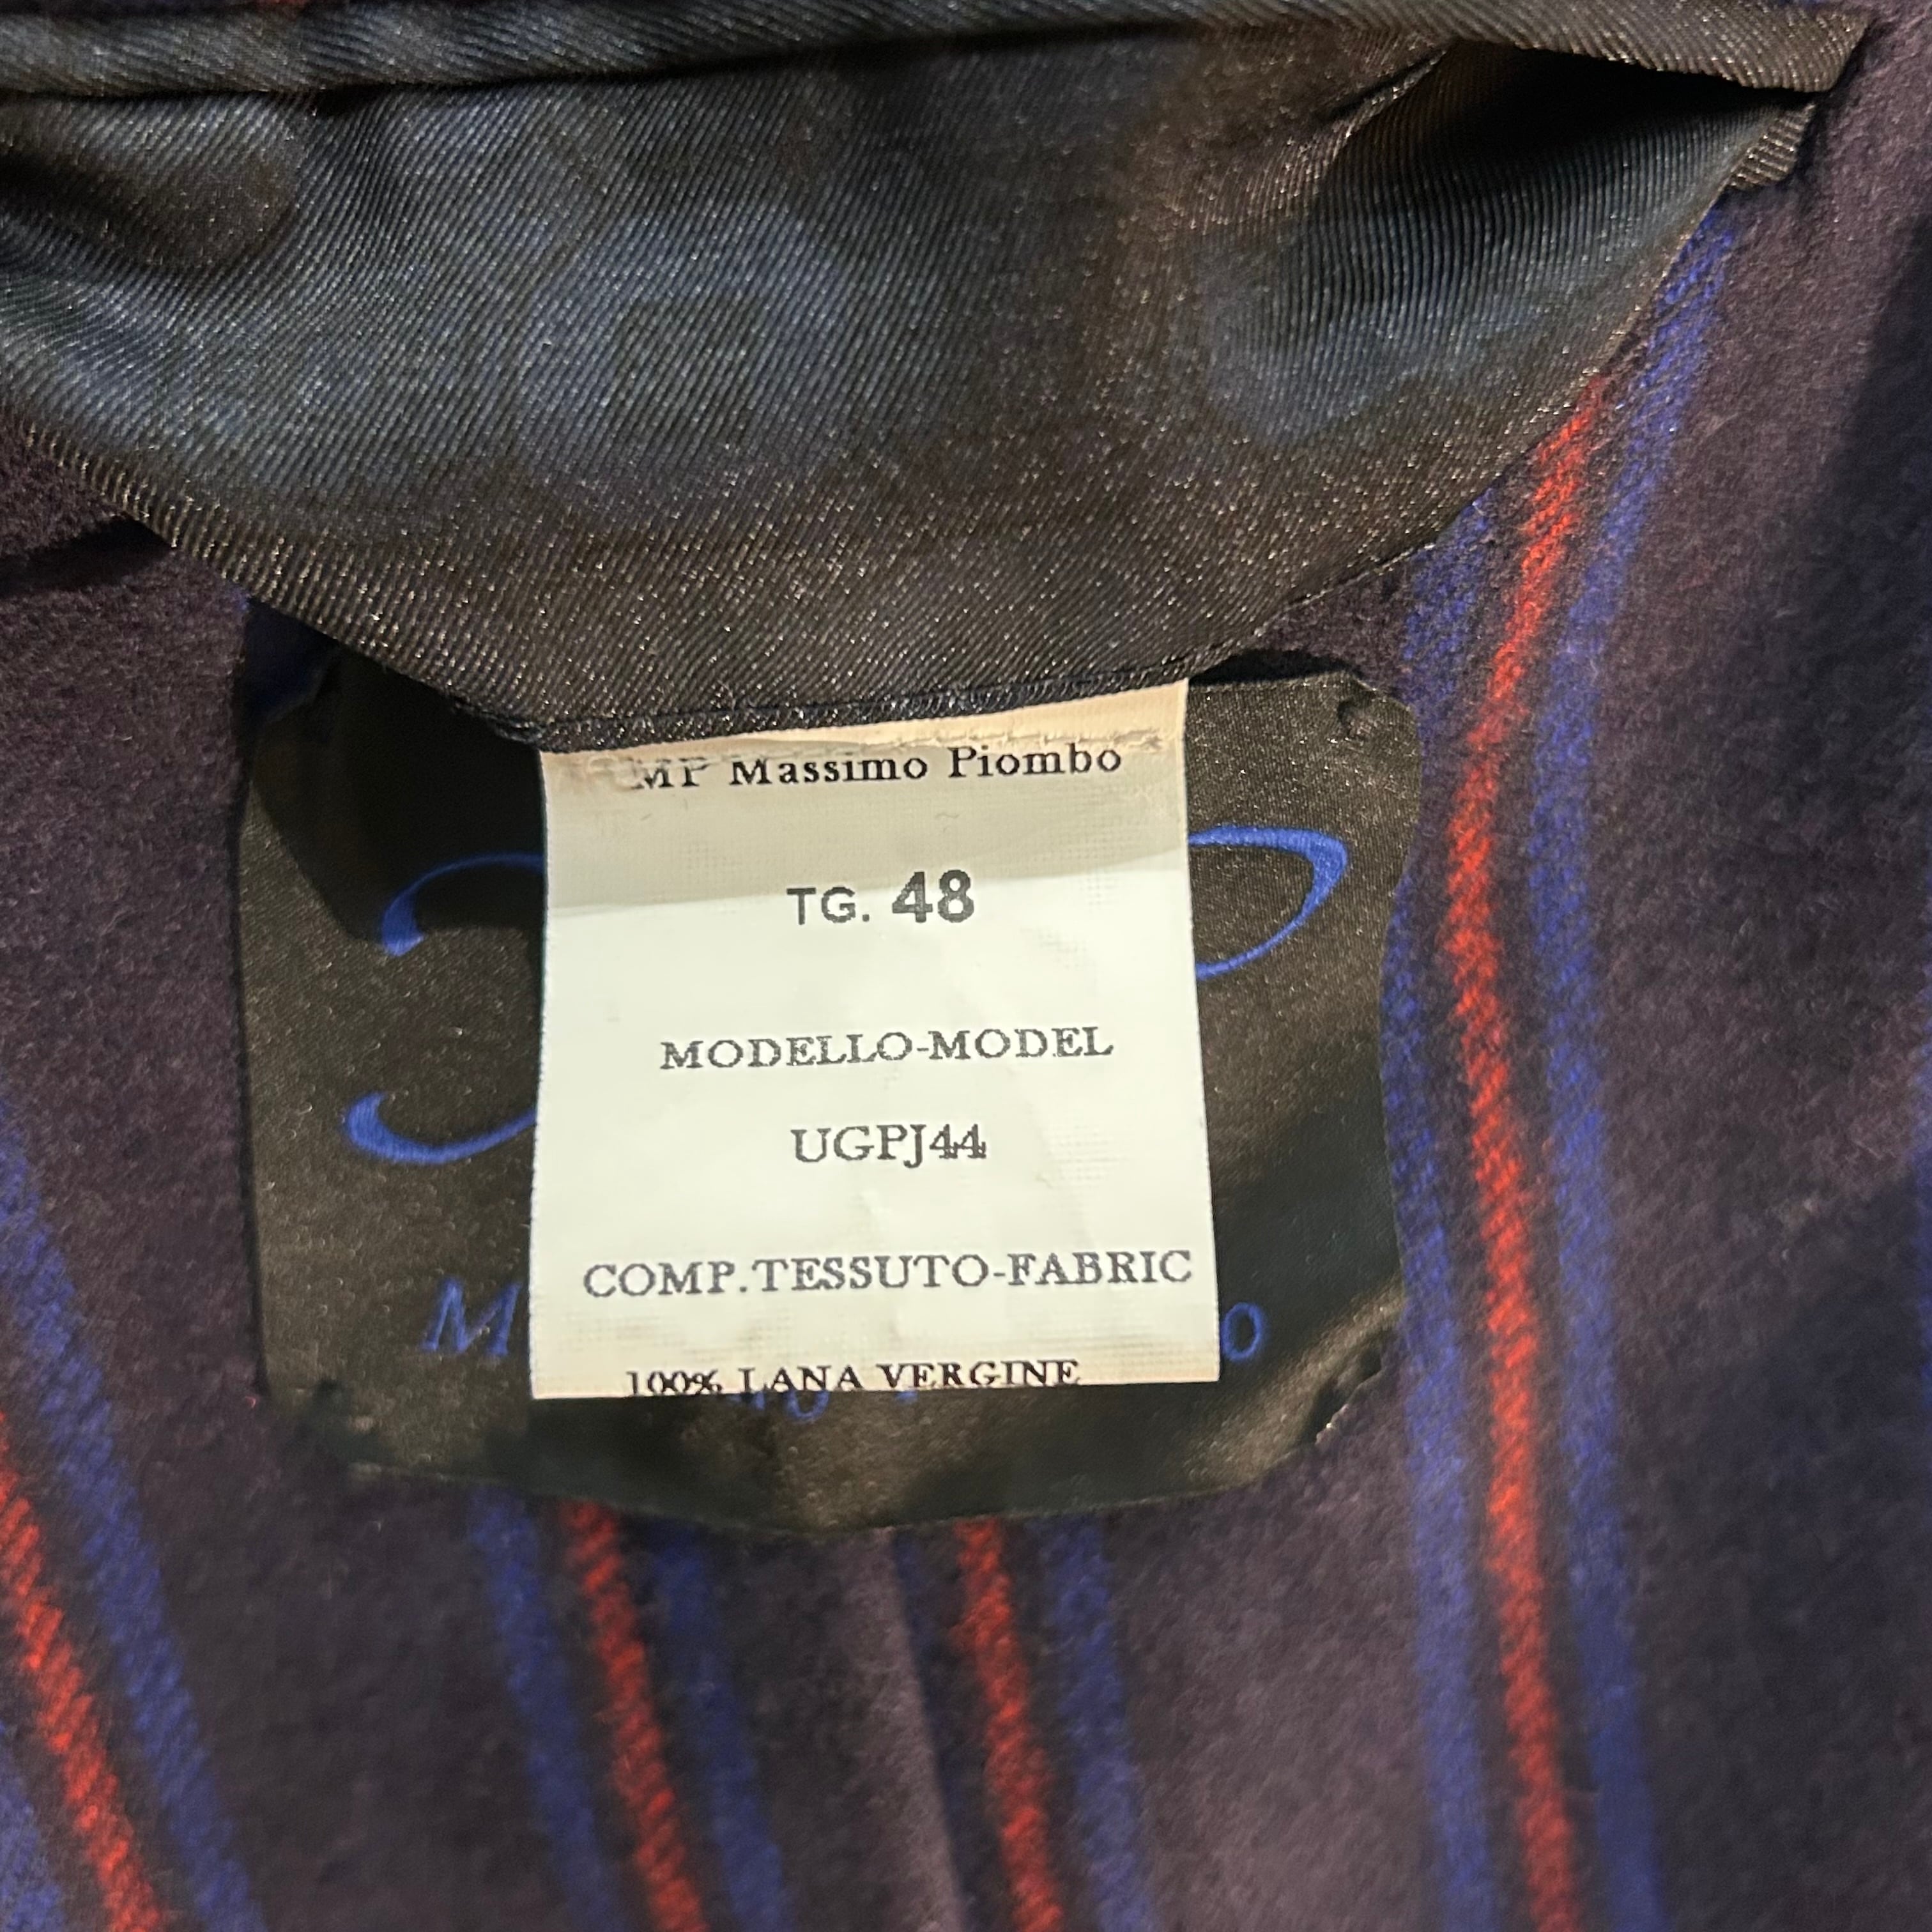 MP Massimo Piombo
TG. 48
MODELLO-MODEL
UGPJ44
COMP.TESSUTO-FABRIC
100% LANA VERGINE